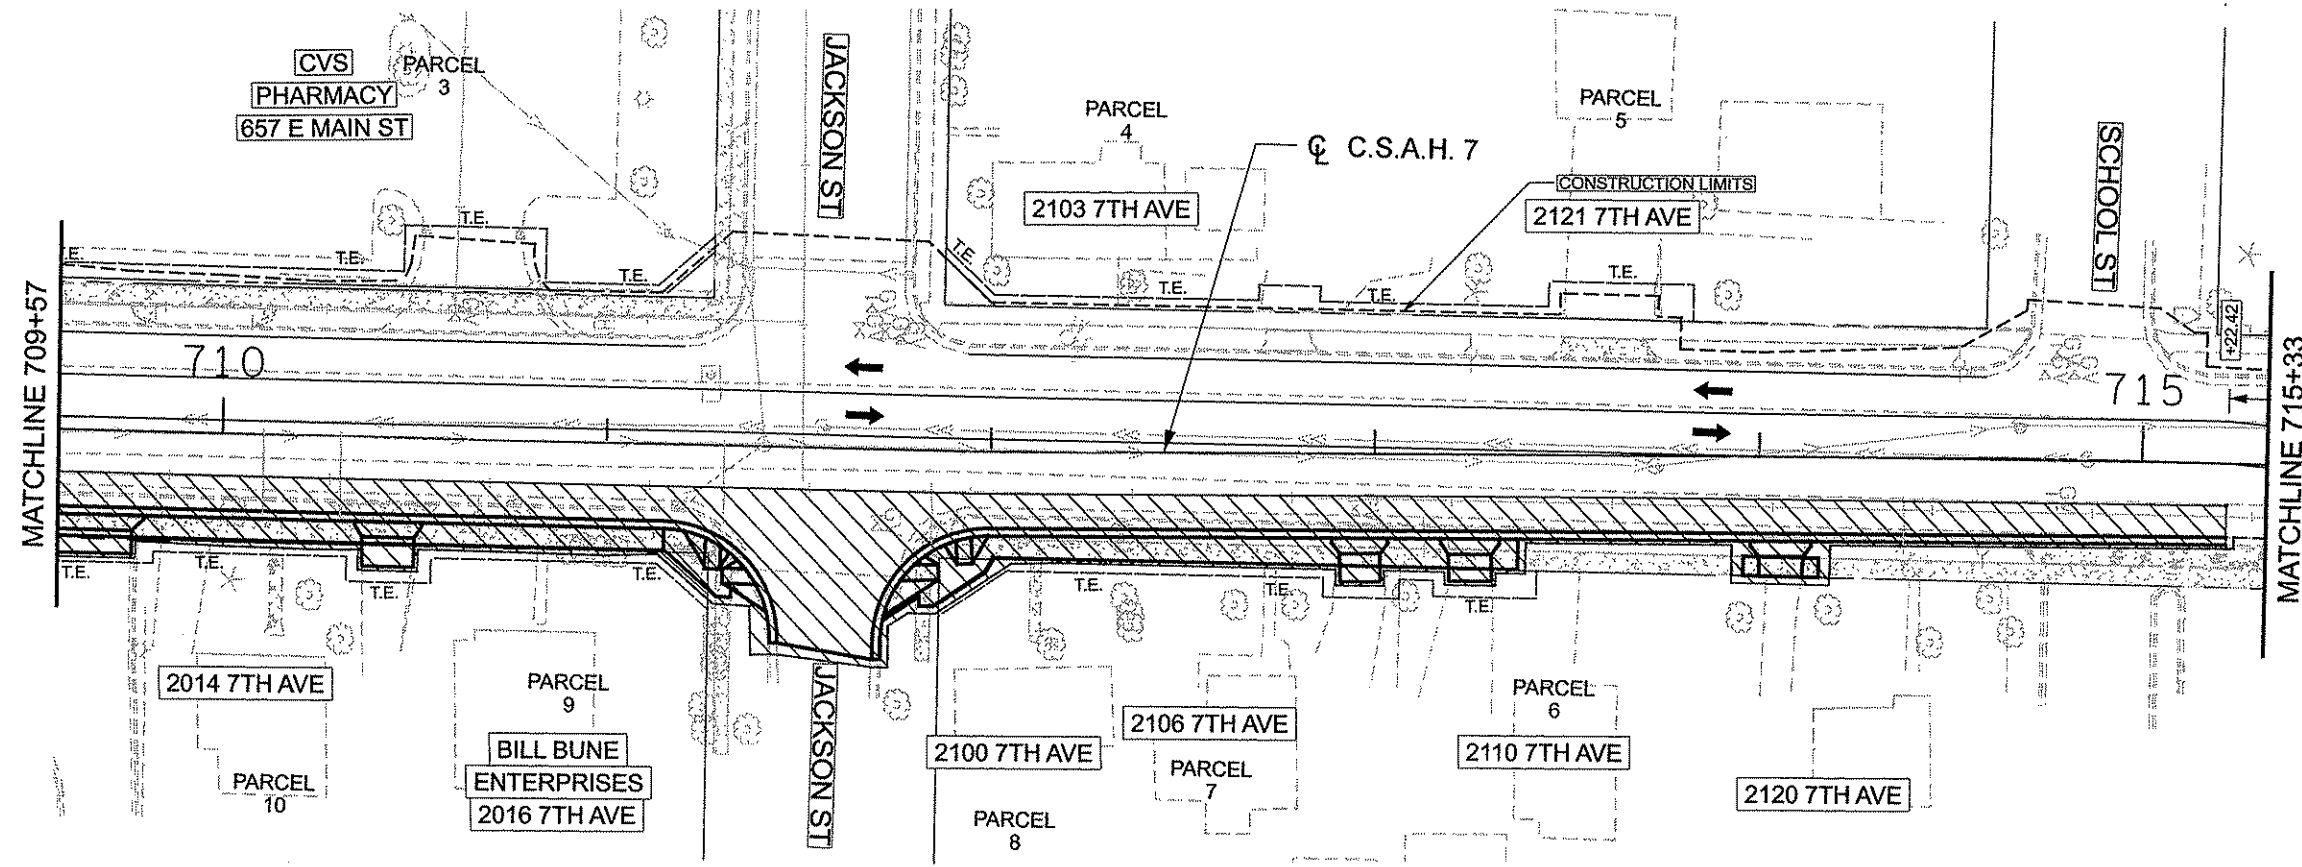 CVS
PHARMACY
657 E MAIN ST
PARCEL
3
JACKSON ST
PARCEL
4
2103 7TH AVE
℄ C.S.A.H. 7
PARCEL
5
CONSTRUCTION LIMITS
2121 7TH AVE
SCHOOL ST
T.E.
T.E.
T.E.
T.E.
T.E.
T.E.
T.E.
T.E.
MATCHLINE 709+57
710
715
+22.42
MATCHLINE 715+33
T.E.
T.E.
T.E.
T.E.
T.E.
T.E.
T.E.
2014 7TH AVE
PARCEL
10
PARCEL
9
BILL BUNE
ENTERPRISES
2016 7TH AVE
JACKSON ST
2100 7TH AVE
PARCEL
8
2106 7TH AVE
PARCEL
7
PARCEL
6
2110 7TH AVE
2120 7TH AVE